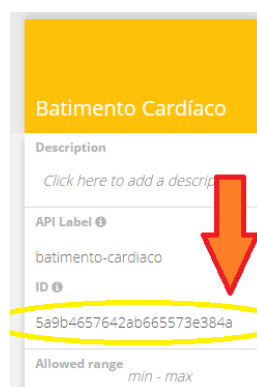 Batimento Cardíaco
Description
Click here to add a descrip
API Label
batimento-cardiaco
ID
5a9b4657642ab665573e384a
Allowed range
min - max